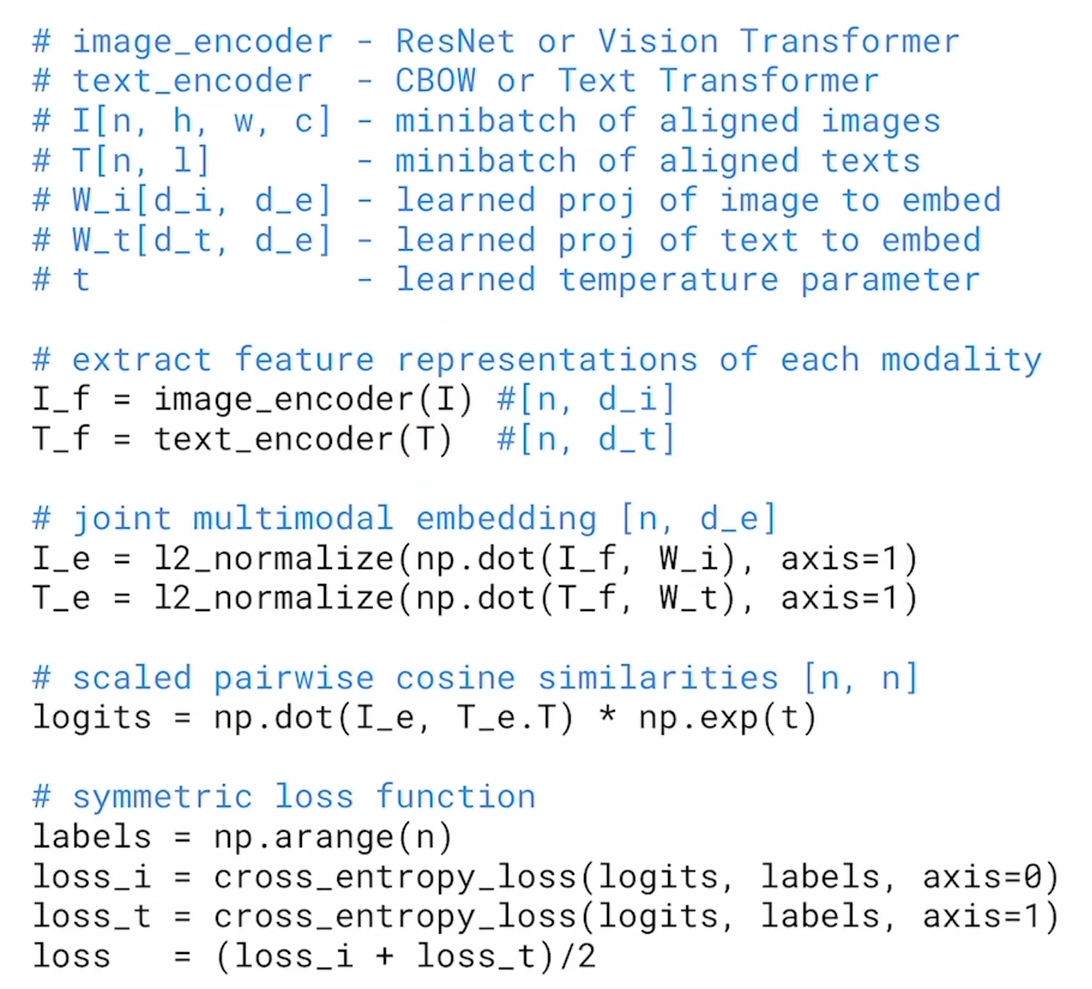 # image_encoder - ResNet or Vision Transformer
# text_encoder  - CBOW or Text Transformer
# I[n, h, w, c] - minibatch of aligned images
# T[n, l]       - minibatch of aligned texts
# W_i[d_i, d_e] - learned proj of image to embed
# W_t[d_t, d_e] - learned proj of text to embed
# t             - learned temperature parameter

# extract feature representations of each modality
I_f = image_encoder(I) #[n, d_i]
T_f = text_encoder(T)  #[n, d_t]

# joint multimodal embedding [n, d_e]
I_e = l2_normalize(np.dot(I_f, W_i), axis=1)
T_e = l2_normalize(np.dot(T_f, W_t), axis=1)

# scaled pairwise cosine similarities [n, n]
logits = np.dot(I_e, T_e.T) * np.exp(t)

# symmetric loss function
labels = np.arange(n)
loss_i = cross_entropy_loss(logits, labels, axis=0)
loss_t = cross_entropy_loss(logits, labels, axis=1)
loss   = (loss_i + loss_t)/2